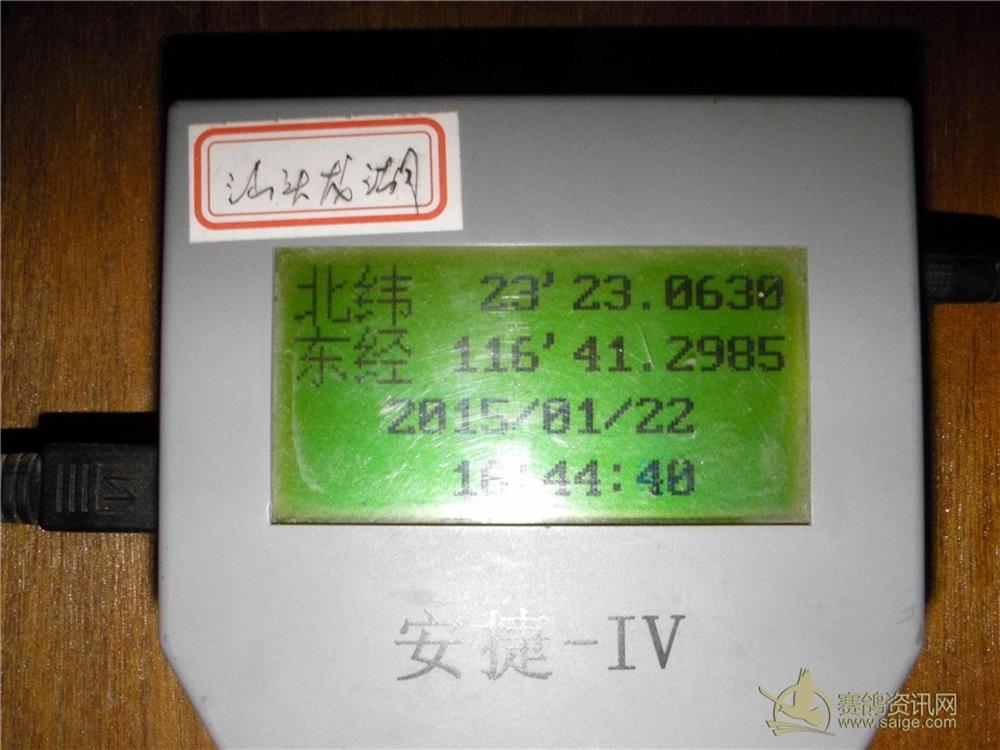 汕头龙湖
北纬 23'23.0630
东经 116'41.2985
2015/01/22
16:44:40
安捷-IV
赛鸽资讯网
www.saige.com